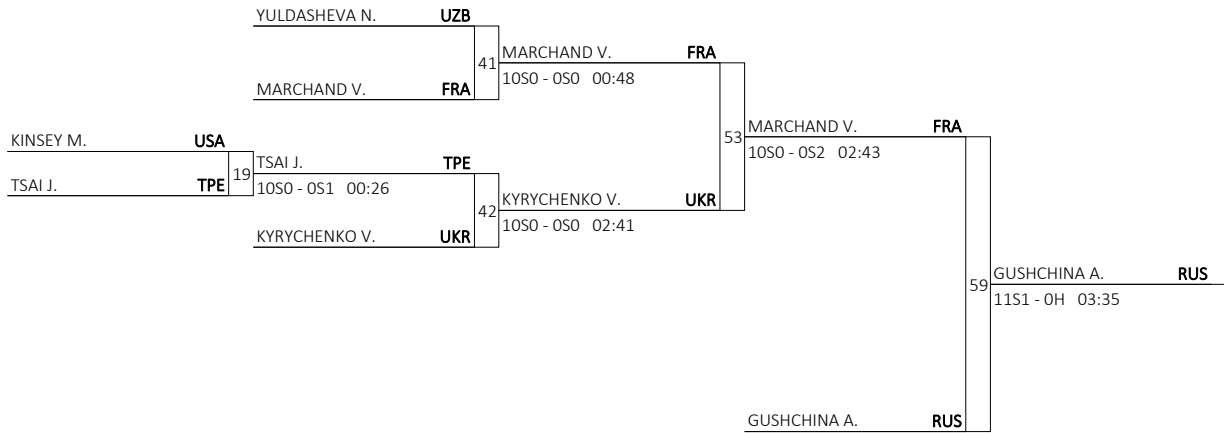 YULDASHEVA N. UZB
41
MARCHAND V. FRA
10S0 - 0S0 00:48
MARCHAND V. FRA
KINSEY M. USA
19
TSAI J. TPE
53
MARCHAND V. FRA
10S0 - 0S2 02:43
TSAI J. TPE
10S0 - 0S1 00:26
42
KYRYCHENKO V. UKR
10S0 - 0S0 02:41
KYRYCHENKO V. UKR
59
GUSHCHINA A. RUS
11S1 - 0H 03:35
GUSHCHINA A. RUS